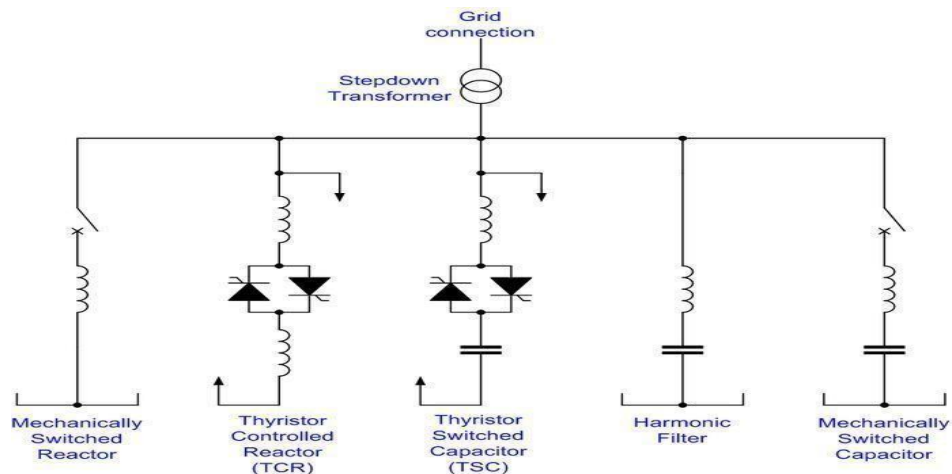 Grid
connection
Stepdown
Transformer
Mechanically
Switched
Reactor
Thyristor
Controlled
Reactor
(TCR)
Thyristor
Switched
Capacitor
(TSC)
Harmonic
Filter
Mechanically
Switched
Capacitor